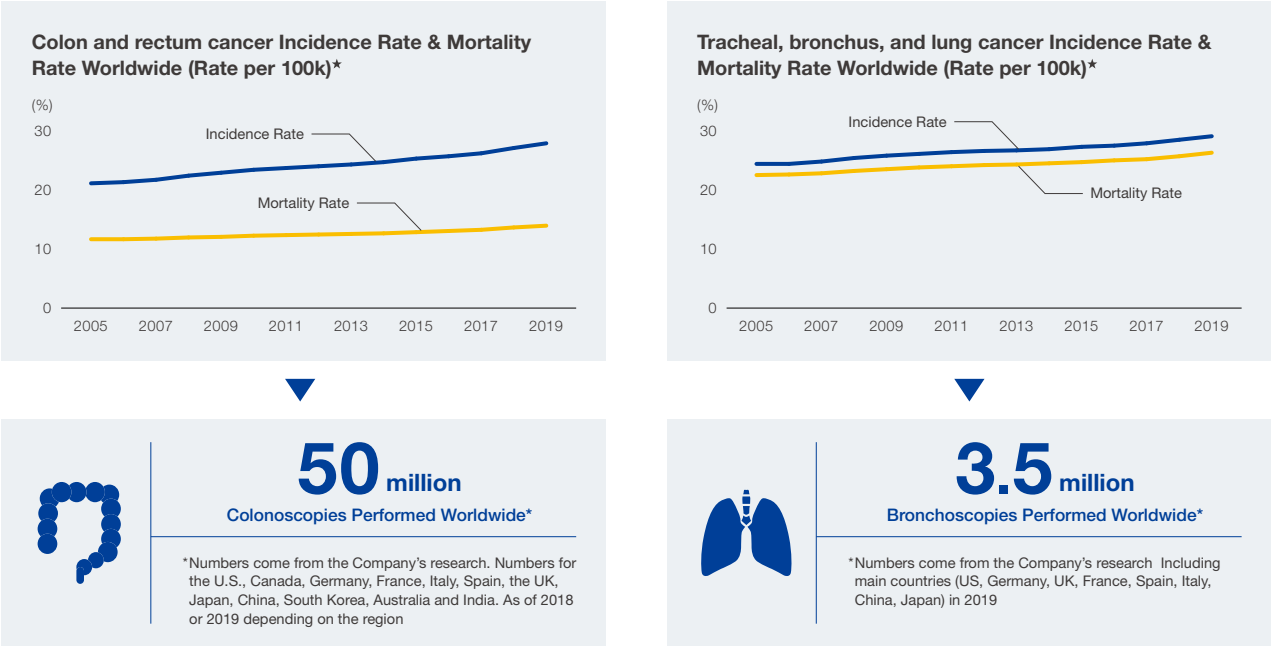 Colon and rectum cancer Incidence Rate & Mortality
Rate Worldwide (Rate per 100k)★
(%)
30
20
10
0
Incidence Rate
Mortality Rate
2005 2007 2009 2011 2013 2015 2017 2019
Tracheal, bronchus, and lung cancer Incidence Rate &
Mortality Rate Worldwide (Rate per 100k)★
(%)
30
20
10
0
Incidence Rate
Mortality Rate
2005 2007 2009 2011 2013 2015 2017 2019
50 million
Colonoscopies Performed Worldwide*
*Numbers come from the Company's research. Numbers for
the U.S., Canada, Germany, France, Italy, Spain, the UK,
Japan, China, South Korea, Australia and India. As of 2018
or 2019 depending on the region
3.5 million
Bronchoscopies Performed Worldwide*
*Numbers come from the Company's research Including
main countries (US, Germany, UK, France, Spain, Italy,
China, Japan) in 2019